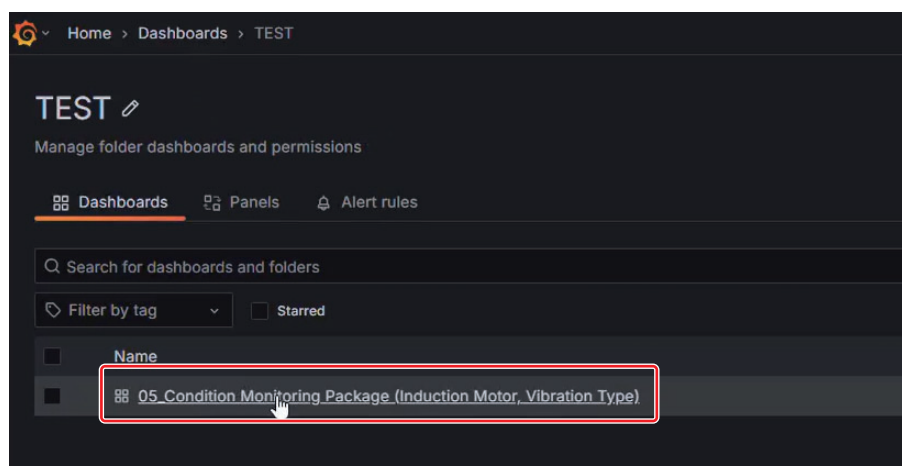 Home › Dashboards › TEST
TEST
Manage folder dashboards and permissions
Dashboards Panels Alert rules
Search for dashboards and folders
Filter by tag Starred
Name
05_Condition Monitoring Package (Induction Motor, Vibration Type)